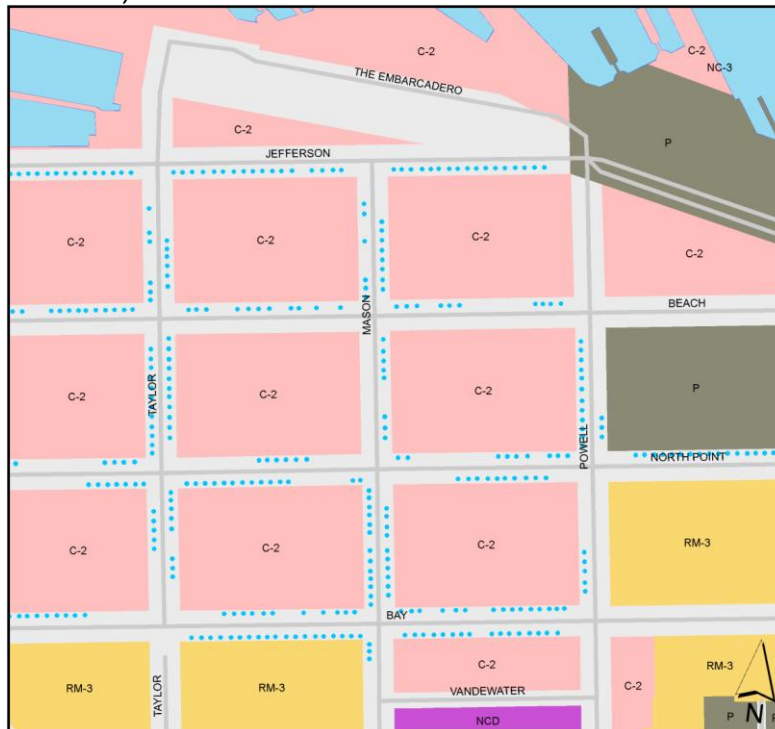 C-2
C-2
NC-3
THE EMBARCADERO
C-2
P
JEFFERSON
C-2
C-2
C-2
C-2
BEACH
MASON
C-2
C-2
C-2
P
TAYLOR
POWELL
NORTH POINT
C-2
C-2
C-2
RM-3
BAY
C-2
RM-3
RM-3
RM-3
C-2
TAYLOR
VANDEWATER
N
P
P
NCD